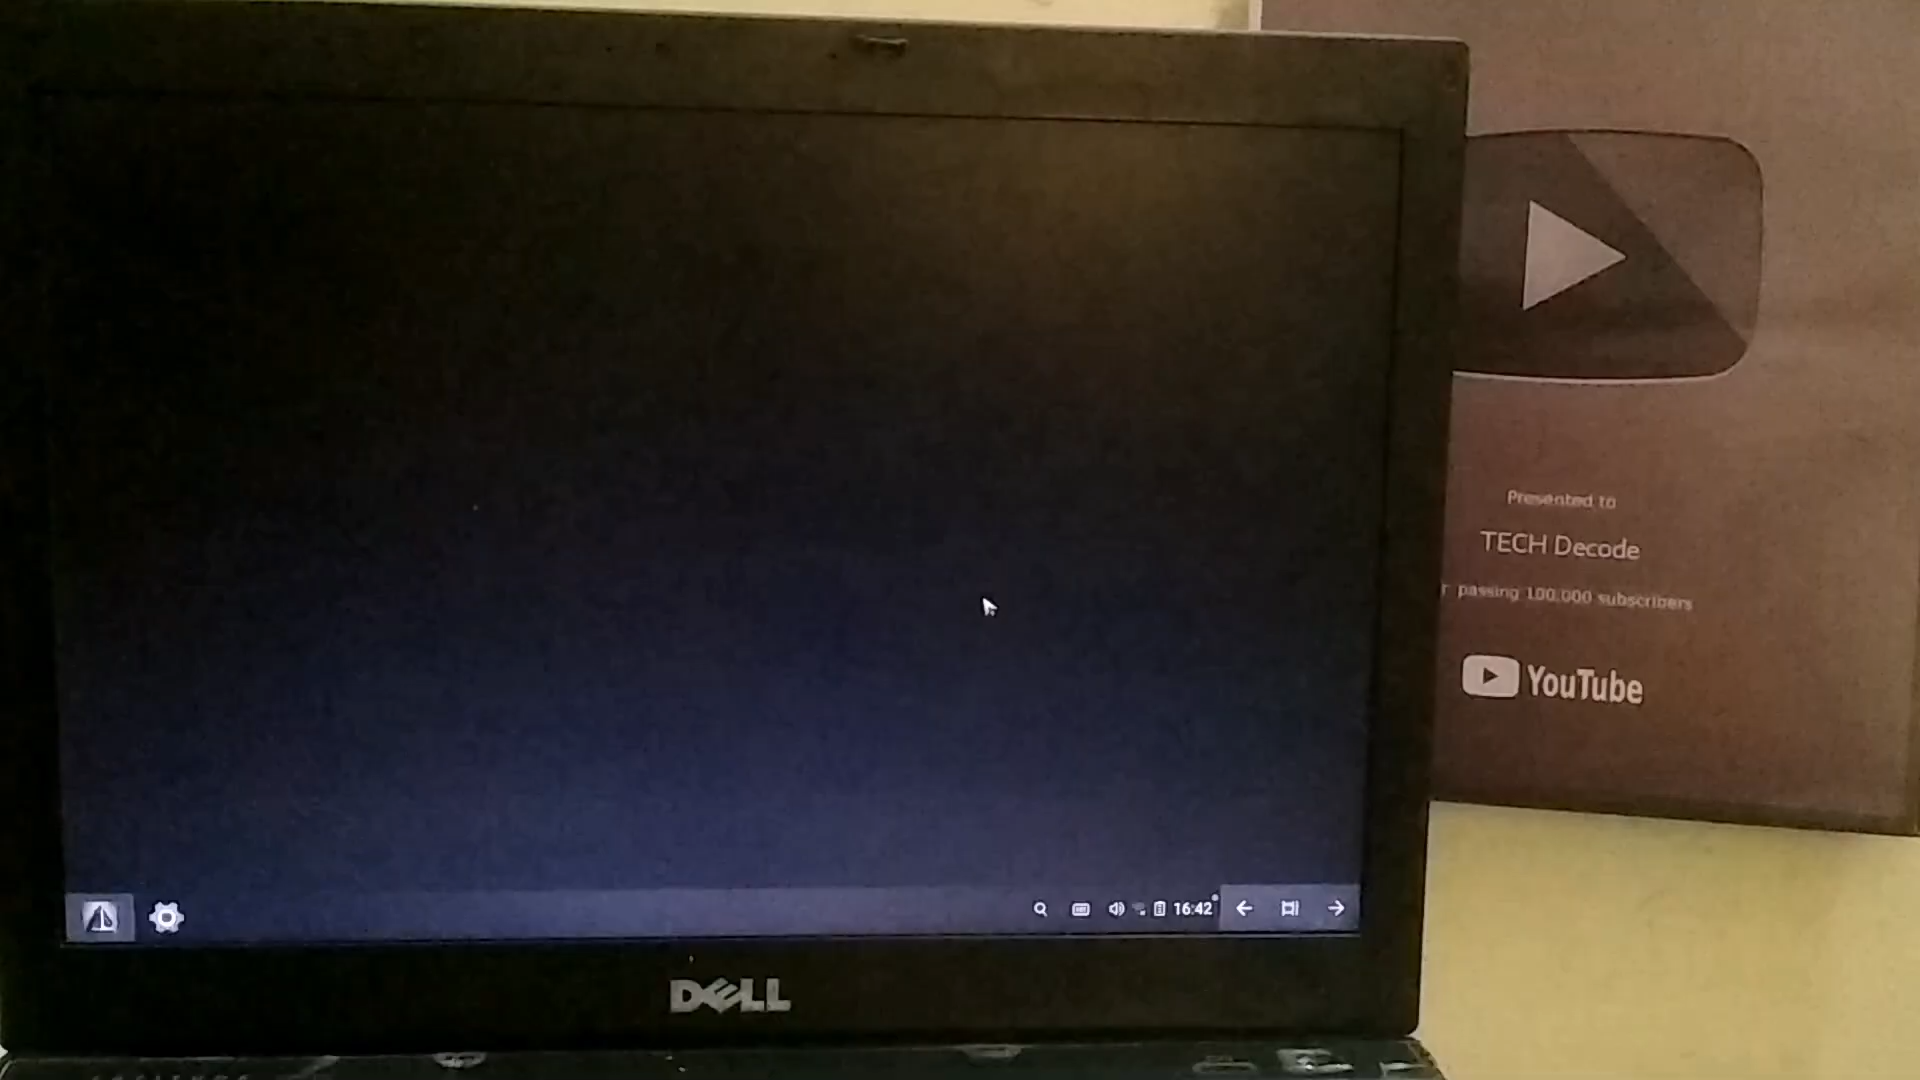 16:42
DELL
Presented to
TECH Decode
r passing 100,000 subscribers
YouTube